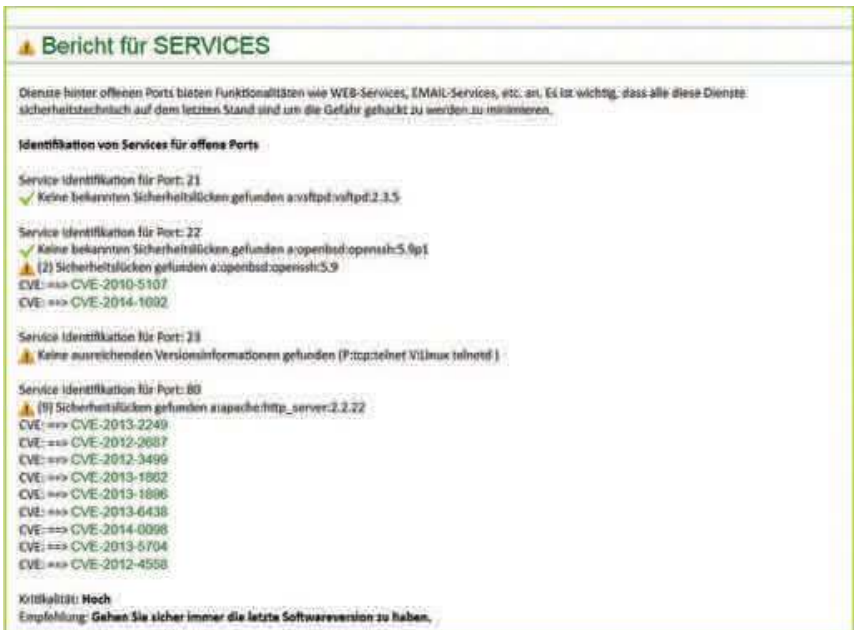 Bericht für SERVICES
Dienste hinter offenen Ports bieten Funktionalitäten wie WEB-Services, EMAIL-Services, etc. an. Es ist wichtig, dass alle diese Dienste
sicherheitstechnisch auf dem letzten Stand sind um die Gefahr gehackt zu werden zu minimieren.
Identifikation von Services für offene Ports
Service Identifikation für Port: 21
Keine bekannten Sicherheitslücken gefunden a:vsftpd:vsftpd:2.3.5
Service Identifikation für Port: 22
Keine bekannten Sicherheitslücken gefunden a:openbsd:openssh:5.9p1
(2) Sicherheitslücken gefunden a:openbsd:openssh:5.9
CVE: ==> CVE-2010-5107
CVE: ==> CVE-2014-1692
Service Identifikation für Port: 23
Keine ausreichenden Versionsinformationen gefunden (P:tcp:telnet V:Linux telnetd )
Service Identifikation für Port: 80
(9) Sicherheitslücken gefunden a:apache:http_server:2.2.22
CVE: ==> CVE-2013-2249
CVE: ==> CVE-2012-2687
CVE: ==> CVE-2012-3499
CVE: ==> CVE-2013-1862
CVE: ==> CVE-2013-1896
CVE: ==> CVE-2013-6438
CVE: ==> CVE-2014-0098
CVE: ==> CVE-2013-5704
CVE: ==> CVE-2012-4558
Kritikalität: Hoch
Empfehlung: Gehen Sie sicher immer die letzte Softwareversion zu haben.